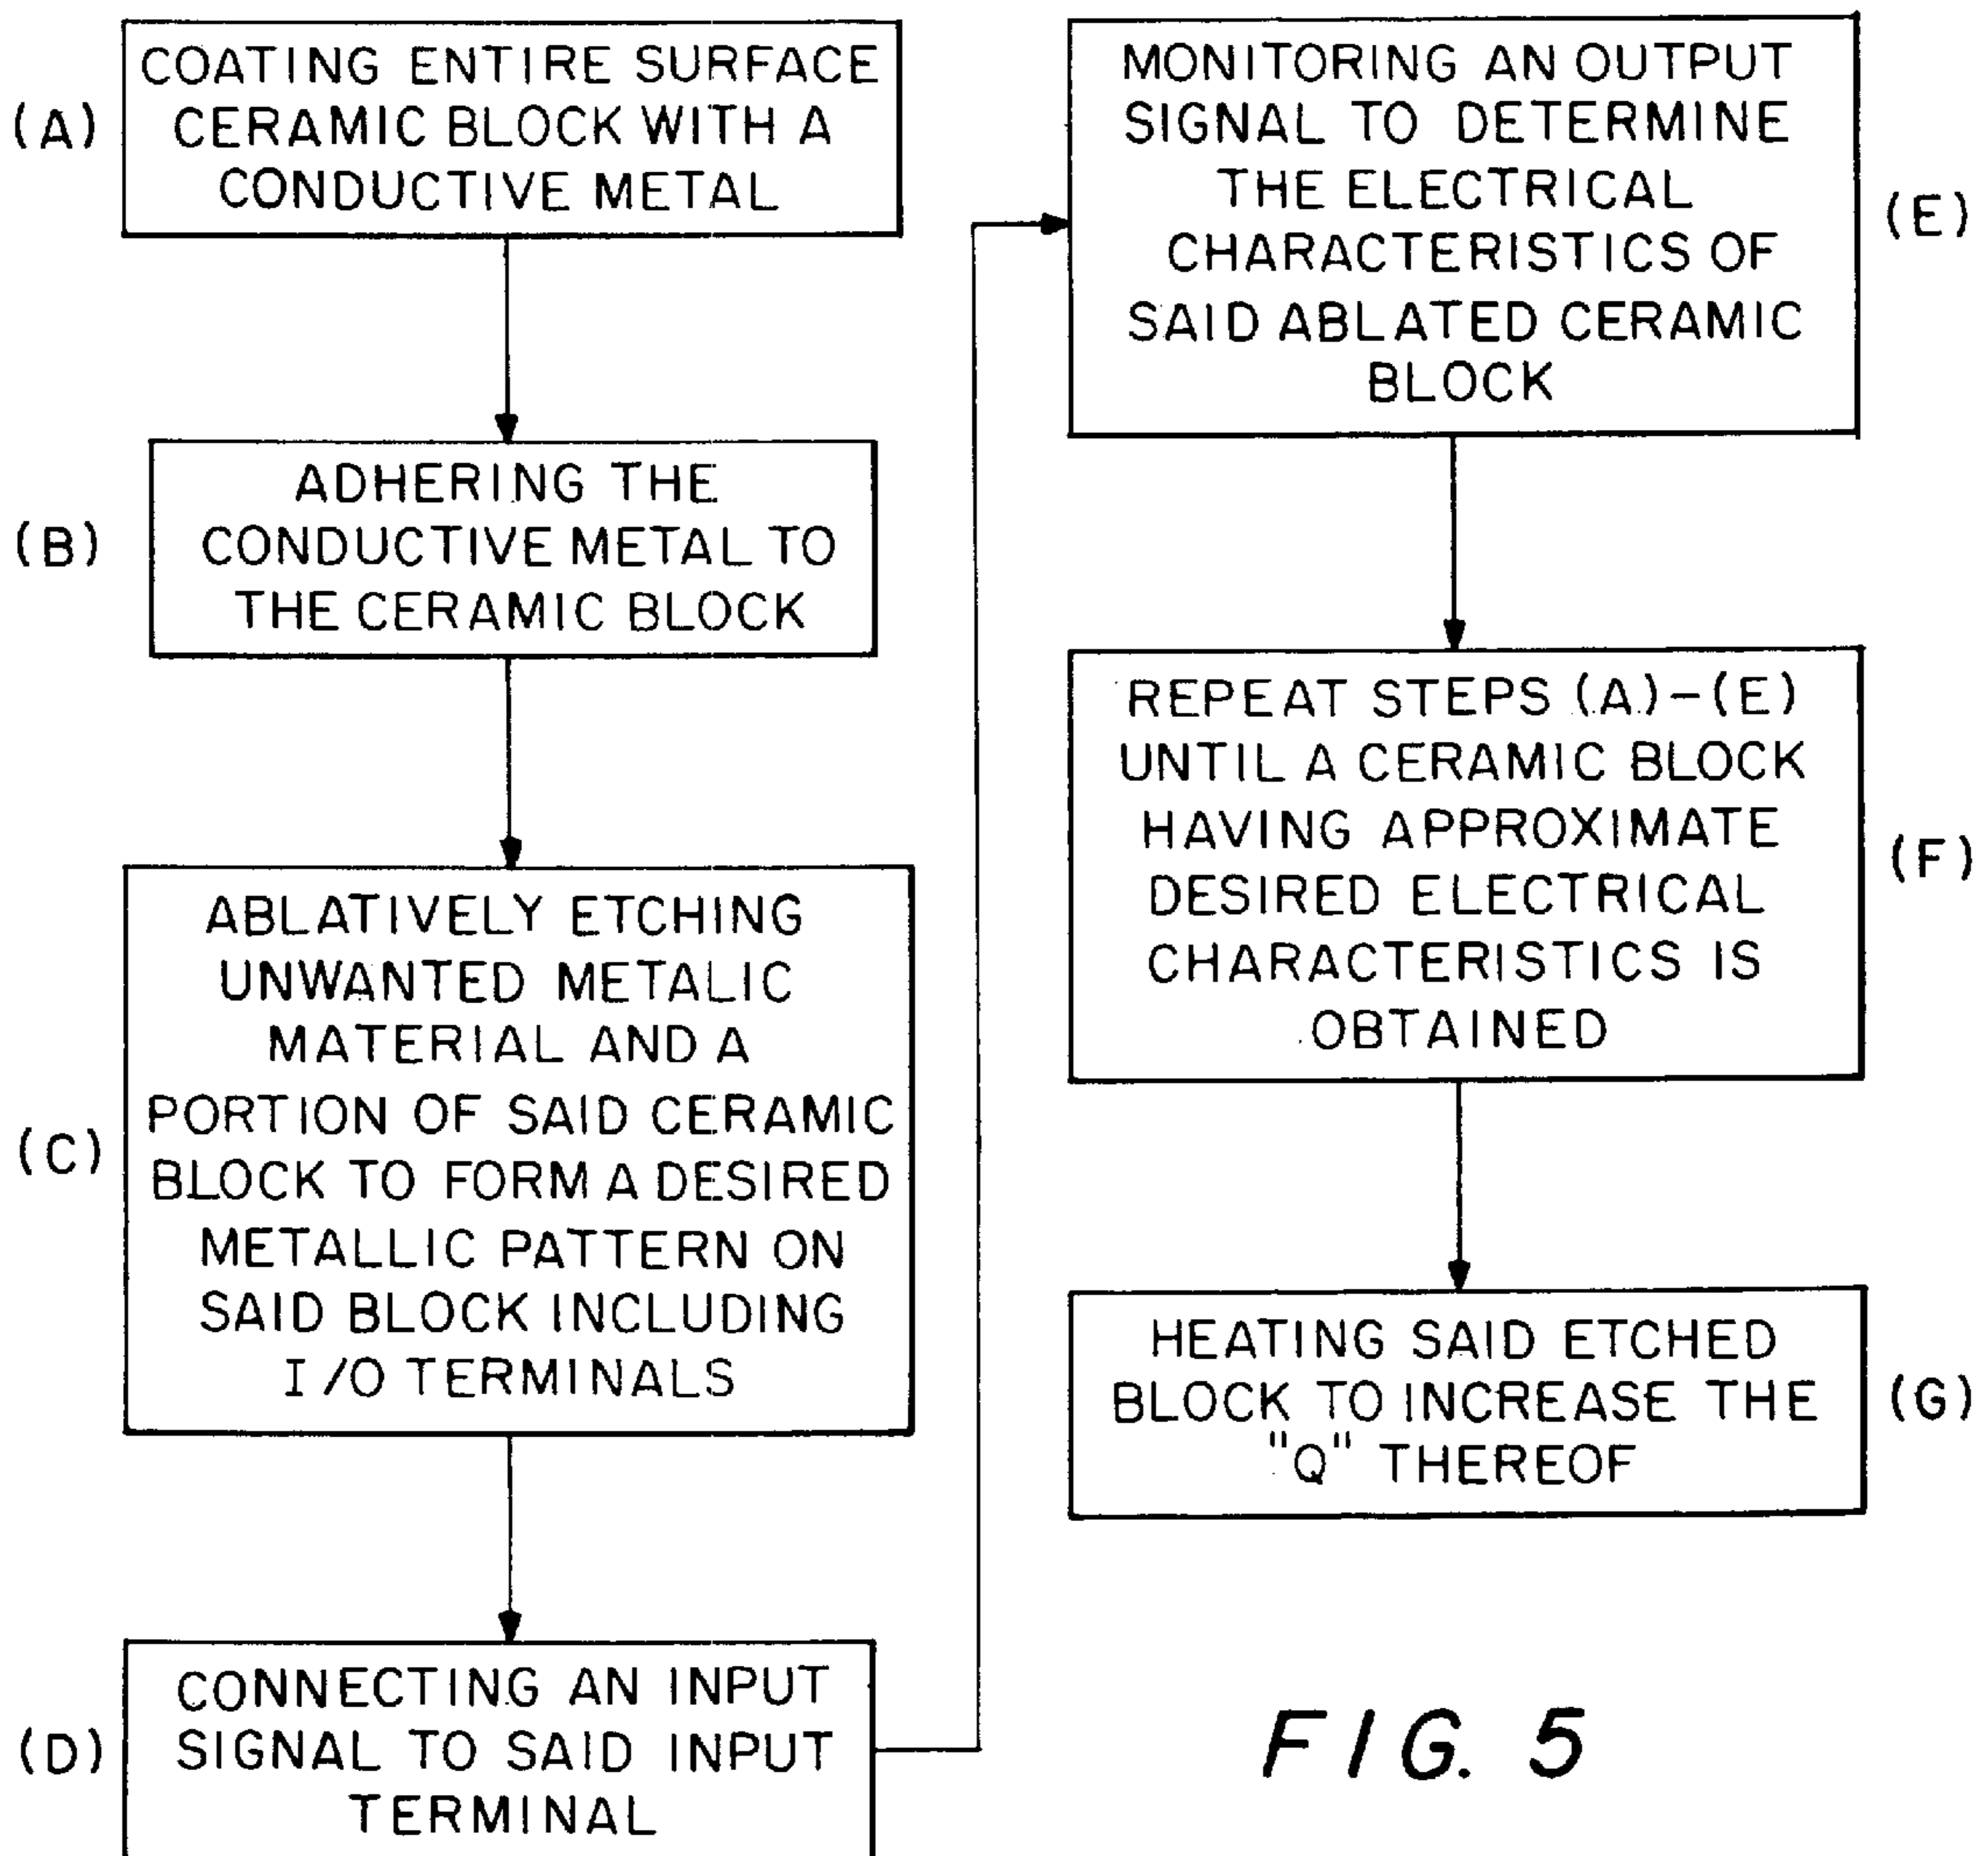 (A)
COATING ENTIRE SURFACE
CERAMIC BLOCK WITH A
CONDUCTIVE METAL
(B)
ADHERING THE
CONDUCTIVE METAL TO
THE CERAMIC BLOCK
(C)
ABLATIVELY ETCHING
UNWANTED METALIC
MATERIAL AND A
PORTION OF SAID CERAMIC
BLOCK TO FORM A DESIRED
METALLIC PATTERN ON
SAID BLOCK INCLUDING
I/O TERMINALS
(D)
CONNECTING AN INPUT
SIGNAL TO SAID INPUT
TERMINAL
MONITORING AN OUTPUT
SIGNAL TO DETERMINE
THE ELECTRICAL
CHARACTERISTICS OF
SAID ABLATED CERAMIC
BLOCK
(E)
REPEAT STEPS (A)-(E)
UNTIL A CERAMIC BLOCK
HAVING APPROXIMATE
DESIRED ELECTRICAL
CHARACTERISTICS IS
OBTAINED
(F)
HEATING SAID ETCHED
BLOCK TO INCREASE THE
"Q" THEREOF
(G)
FIG. 5